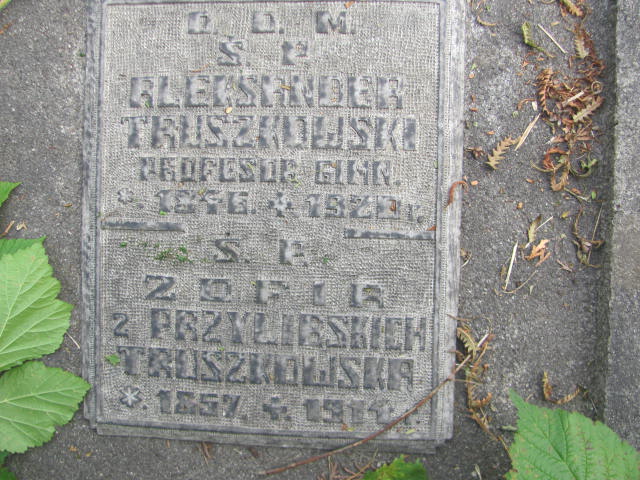 D. O. M.
Ś. P.
ALEKSANDER
TRUSZKOWSKI
PROFESOR GIMN.
*. 1846. + 1920 r.
Ś. P.
ZOFIA
z PRZYLIBSKICH
TRUSZKOWSKA
*. 1857. + 1914.